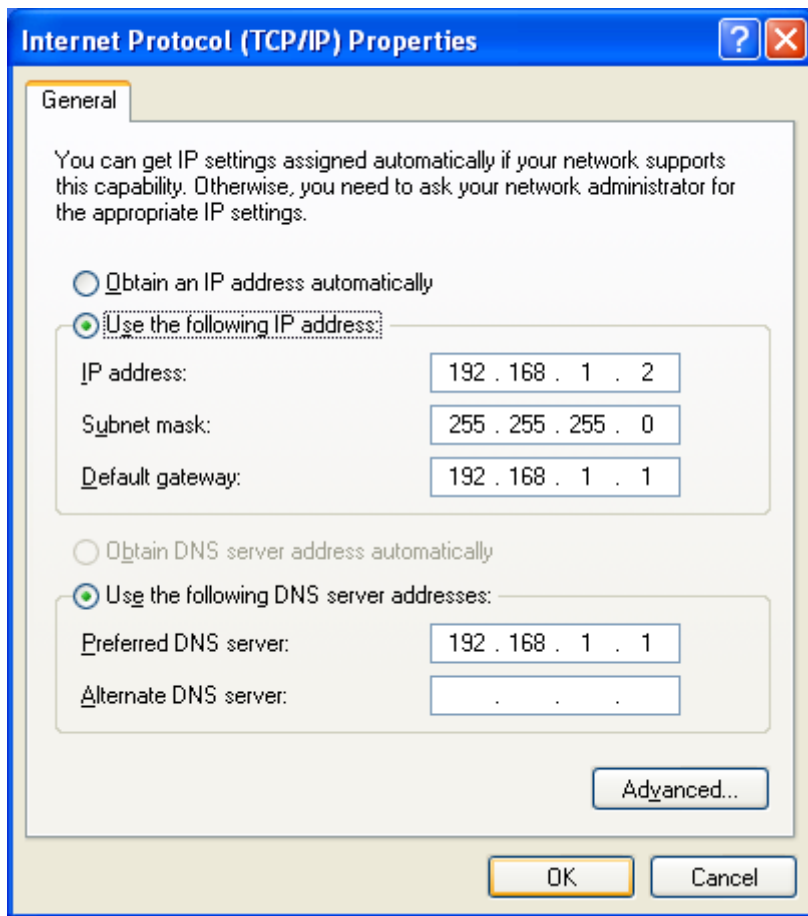 Internet Protocol (TCP/IP) Properties
General
You can get IP settings assigned automatically if your network supports
this capability. Otherwise, you need to ask your network administrator for
the appropriate IP settings.
Obtain an IP address automatically
Use the following IP address:
IP address: 192 . 168 . 1 . 2
Subnet mask: 255 . 255 . 255 . 0
Default gateway: 192 . 168 . 1 . 1
Obtain DNS server address automatically
Use the following DNS server addresses:
Preferred DNS server: 192 . 168 . 1 . 1
Alternate DNS server: . . .
Advanced...
OK Cancel